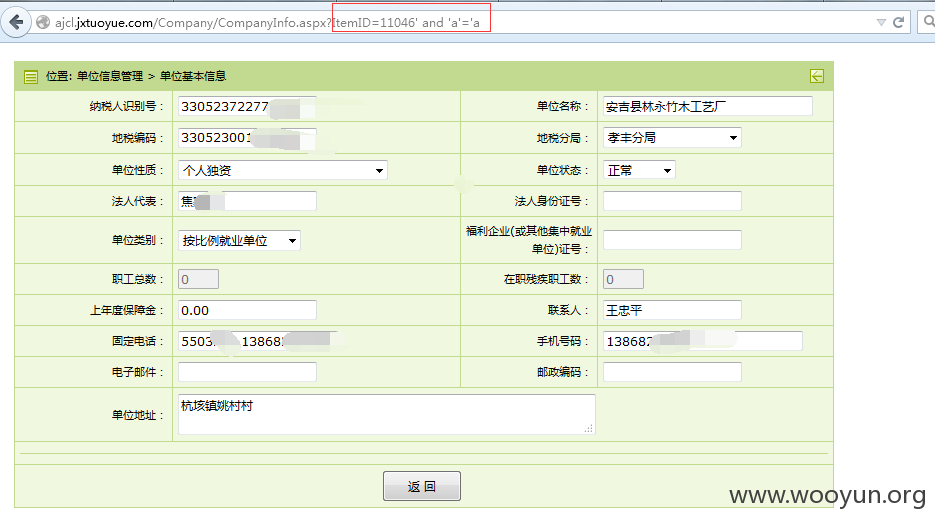 ajcl.jxtuoyue.com/Company/CompanyInfo.aspx?ItemID=11046' and 'a'='a
位置: 单位信息管理 > 单位基本信息
纳税人识别号： 33052372277 单位名称： 安吉县林永竹木工艺厂
地税编码： 330523001 地税分局： 孝丰分局
单位性质： 个人独资 单位状态： 正常
法人代表： 焦 法人身份证号：
单位类别： 按比例就业单位 福利企业(或其他集中就业
单位)证号：
职工总数： 0 在职残疾职工数： 0
上年度保障金： 0.00 联系人： 王忠平
固定电话： 5503 13868 手机号码： 13868
电子邮件： 邮政编码：
单位地址： 杭垓镇姚村村
返 回
www.wooyun.org